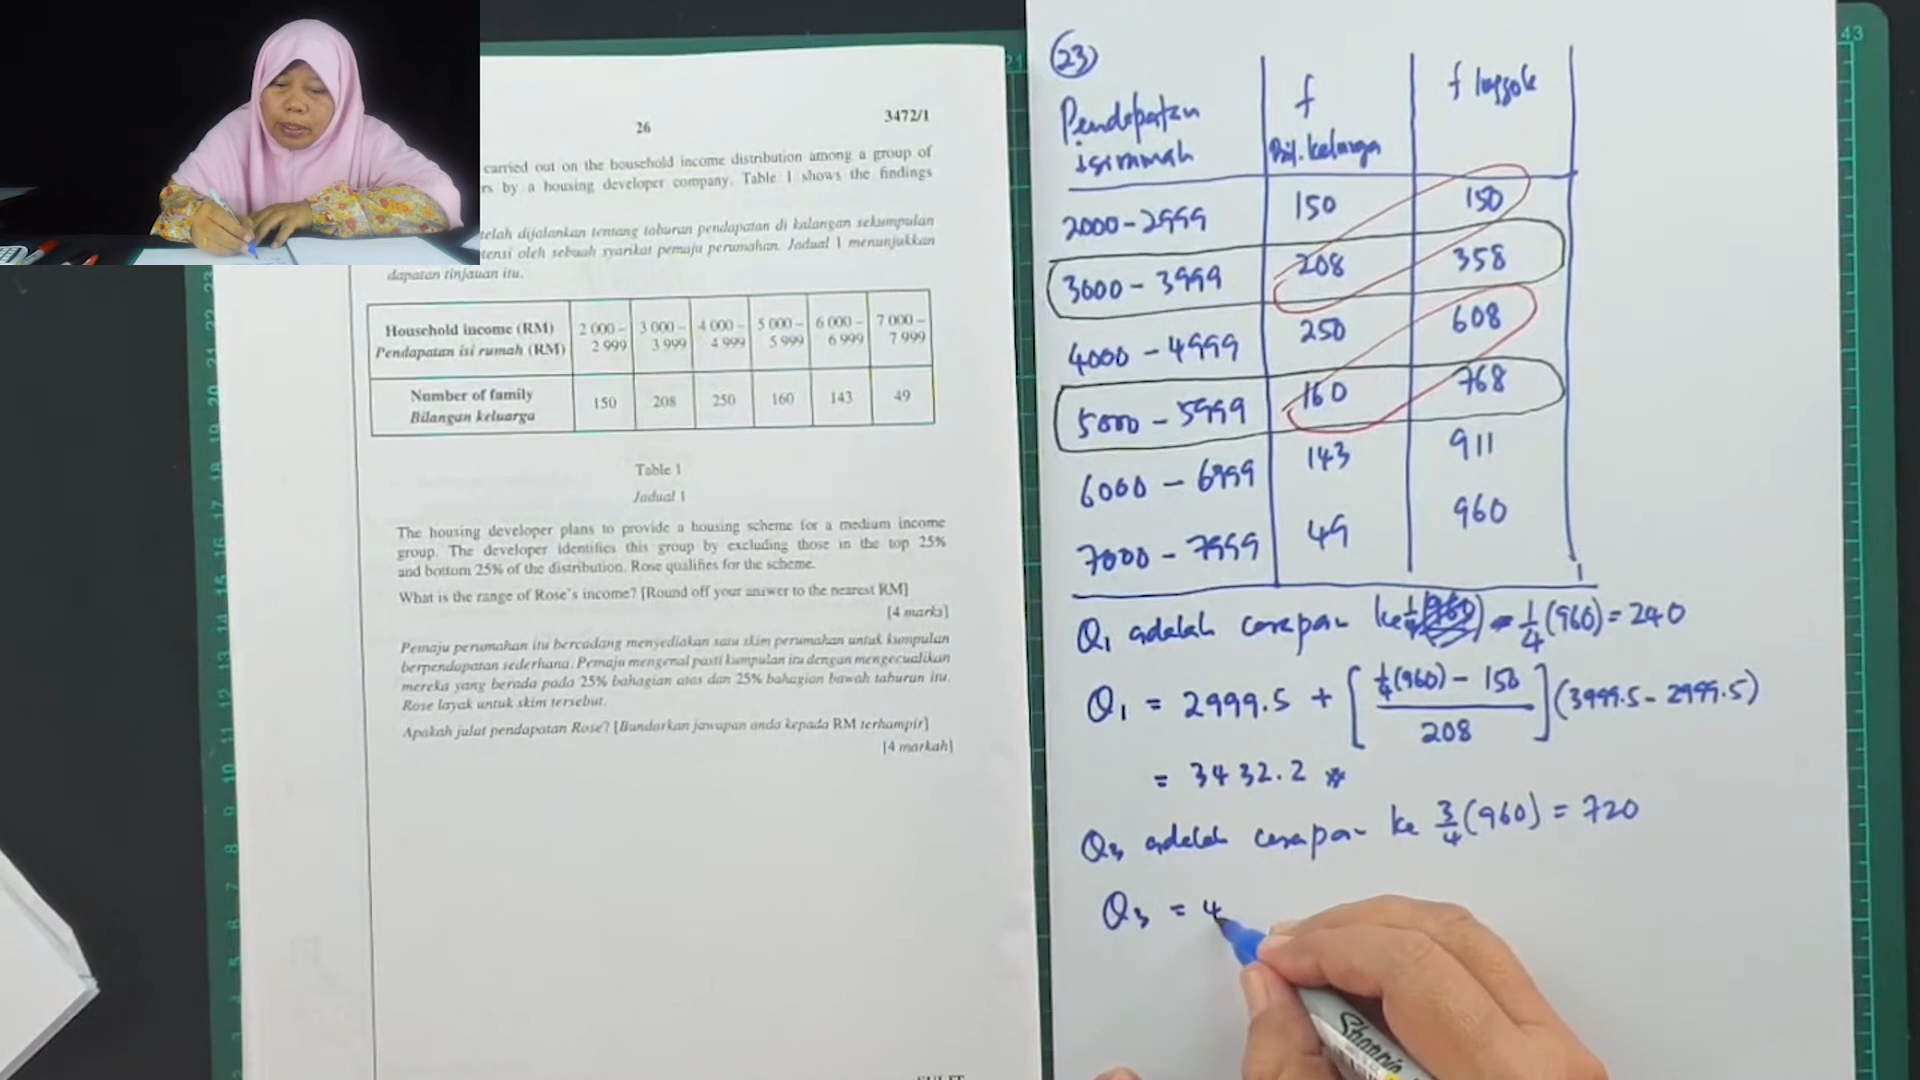 26
3472/1
carried out on the household income distribution among a group of
rs by a housing developer company. Table 1 shows the findings
telah dijalankan tentang taburan pendapatan di kalangan sekumpulan
tensi oleh sebuah syarikat pemaju perumahan. Jadual 1 menunjukkan
dapatan tinjauan itu.
Household income (RM)
Pendapatan isi rumah (RM)
2 000 – 2 999
3 000 – 3 999
4 000 – 4 999
5 000 – 5 999
6 000 – 6 999
7 000 – 7 999
Number of family
Bilangan keluarga
150 208 250 160 143 49
Table 1
Jadual 1
The housing developer plans to provide a housing scheme for a medium income
group. The developer identifies this group by excluding those in the top 25%
and bottom 25% of the distribution. Rose qualifies for the scheme.
What is the range of Rose's income? [Round off your answer to the nearest RM]
[4 marks]
Pemaju perumahan itu bercadang menyediakan satu skim perumahan untuk kumpulan
berpendapatan sederhana. Pemaju mengenal pasti kumpulan itu dengan mengecualikan
mereka yang berada pada 25% bahagian atas dan 25% bahagian bawah taburan itu.
Rose layak untuk skim tersebut.
Apakah julat pendapatan Rose? [Bundarkan jawapan anda kepada RM terhampir]
[4 markah]
23
Pendapatan
isirumah
f
Bil. keluarga
f longgok
2000 - 2999 150 150
3000 - 3999 208 358
4000 - 4999 250 608
5000 - 5999 160 768
6000 - 6999 143 911
7000 - 7999 49 960
Q1 adalah cerapan ke 1/4(960) = 240
Q1 = 2999.5 + [ (1/4(960) - 150) / 208 ] (3999.5 - 2999.5)
= 3432.2
Q3 adalah cerapan ke 3/4(960) = 720
Q3 = 4
Sharpie
43
21